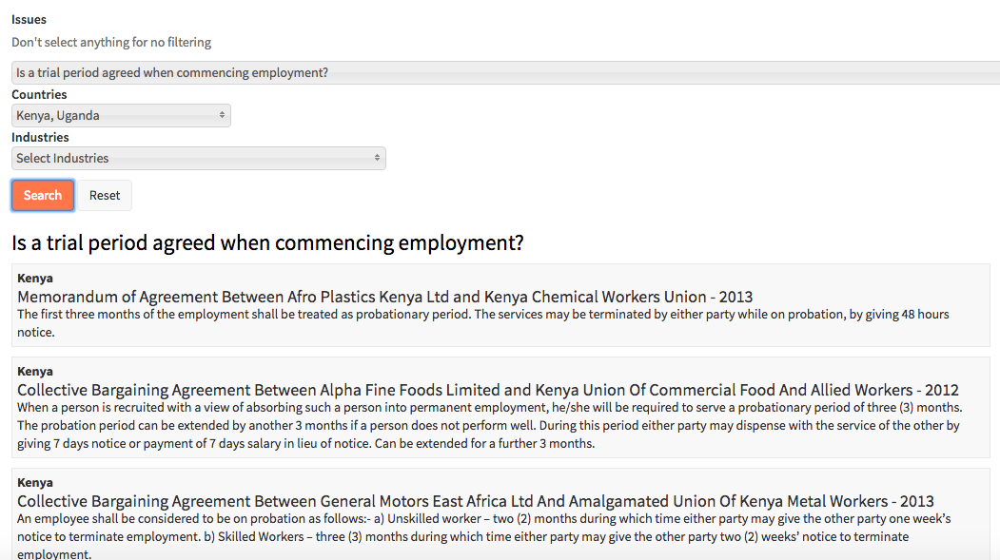 Issues
Don't select anything for no filtering
Is a trial period agreed when commencing employment?
Countries
Kenya, Uganda
Industries
Select Industries
Search Reset
Is a trial period agreed when commencing employment?
Kenya
Memorandum of Agreement Between Afro Plastics Kenya Ltd and Kenya Chemical Workers Union - 2013
The first three months of the employment shall be treated as probationary period. The services may be terminated by either party while on probation, by giving 48 hours
notice.
Kenya
Collective Bargaining Agreement Between Alpha Fine Foods Limited and Kenya Union Of Commercial Food And Allied Workers - 2012
When a person is recruited with a view of absorbing such a person into permanent employment, he/she will be required to serve a probationary period of three (3) months.
The probation period can be extended by another 3 months if a person does not perform well. During this period either party may dispense with the service of the other by
giving 7 days notice or payment of 7 days salary in lieu of notice. Can be extended for a further 3 months.
Kenya
Collective Bargaining Agreement Between General Motors East Africa Ltd And Amalgamated Union Of Kenya Metal Workers - 2013
An employee shall be considered to be on probation as follows:- a) Unskilled worker – two (2) months during which time either party may give the other party one week’s
notice to terminate employment. b) Skilled Workers – three (3) months during which time either party may give the other party two (2) weeks’ notice to terminate
employment.